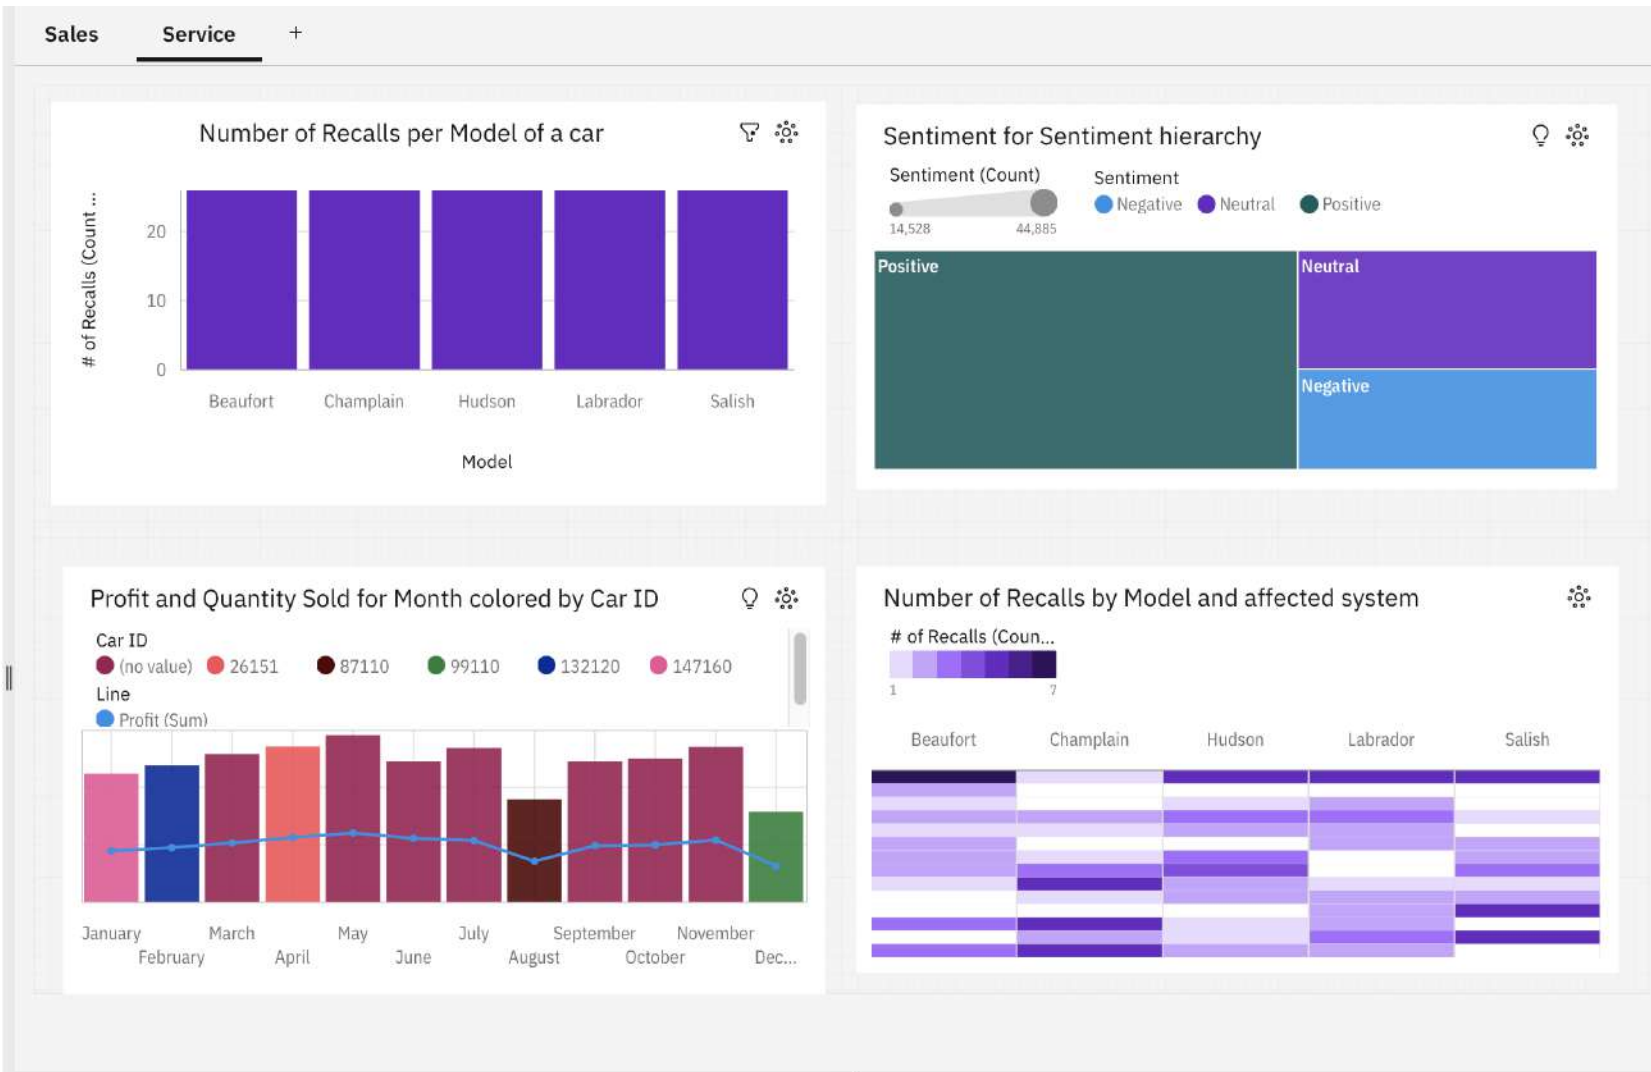 Sales Service +
Number of Recalls per Model of a car
# of Recalls (Count ...
20
10
0
Beaufort Champlain Hudson Labrador Salish
Model
Sentiment for Sentiment hierarchy
Sentiment (Count)
14,528 44,885
Sentiment
Negative Neutral Positive
Positive
Neutral
Negative
Profit and Quantity Sold for Month colored by Car ID
Car ID
(no value) 26151 87110 99110 132120 147160
Line
Profit (Sum)
January March May July September November
February April June August October Dec...
Number of Recalls by Model and affected system
# of Recalls (Coun...
1 7
Beaufort Champlain Hudson Labrador Salish